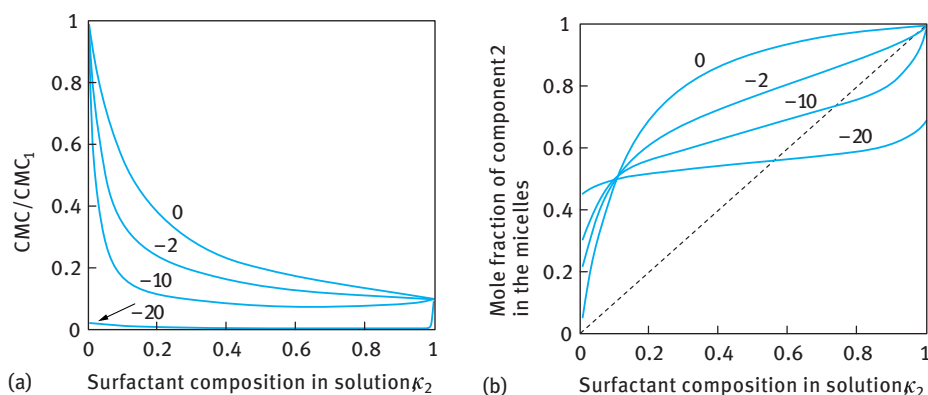 1
0.8
0.6
0.4
0.2
0
CMC/CMC₁
0
−2
−10
−20
0 0.2 0.4 0.6 0.8 1
(a) Surfactant composition in solution κ₂
1
0.8
0.6
0.4
0.2
0
Mole fraction of component 2
in the micelles
0
−2
−10
−20
0.2 0.4 0.6 0.8 1
(b) Surfactant composition in solution κ₂